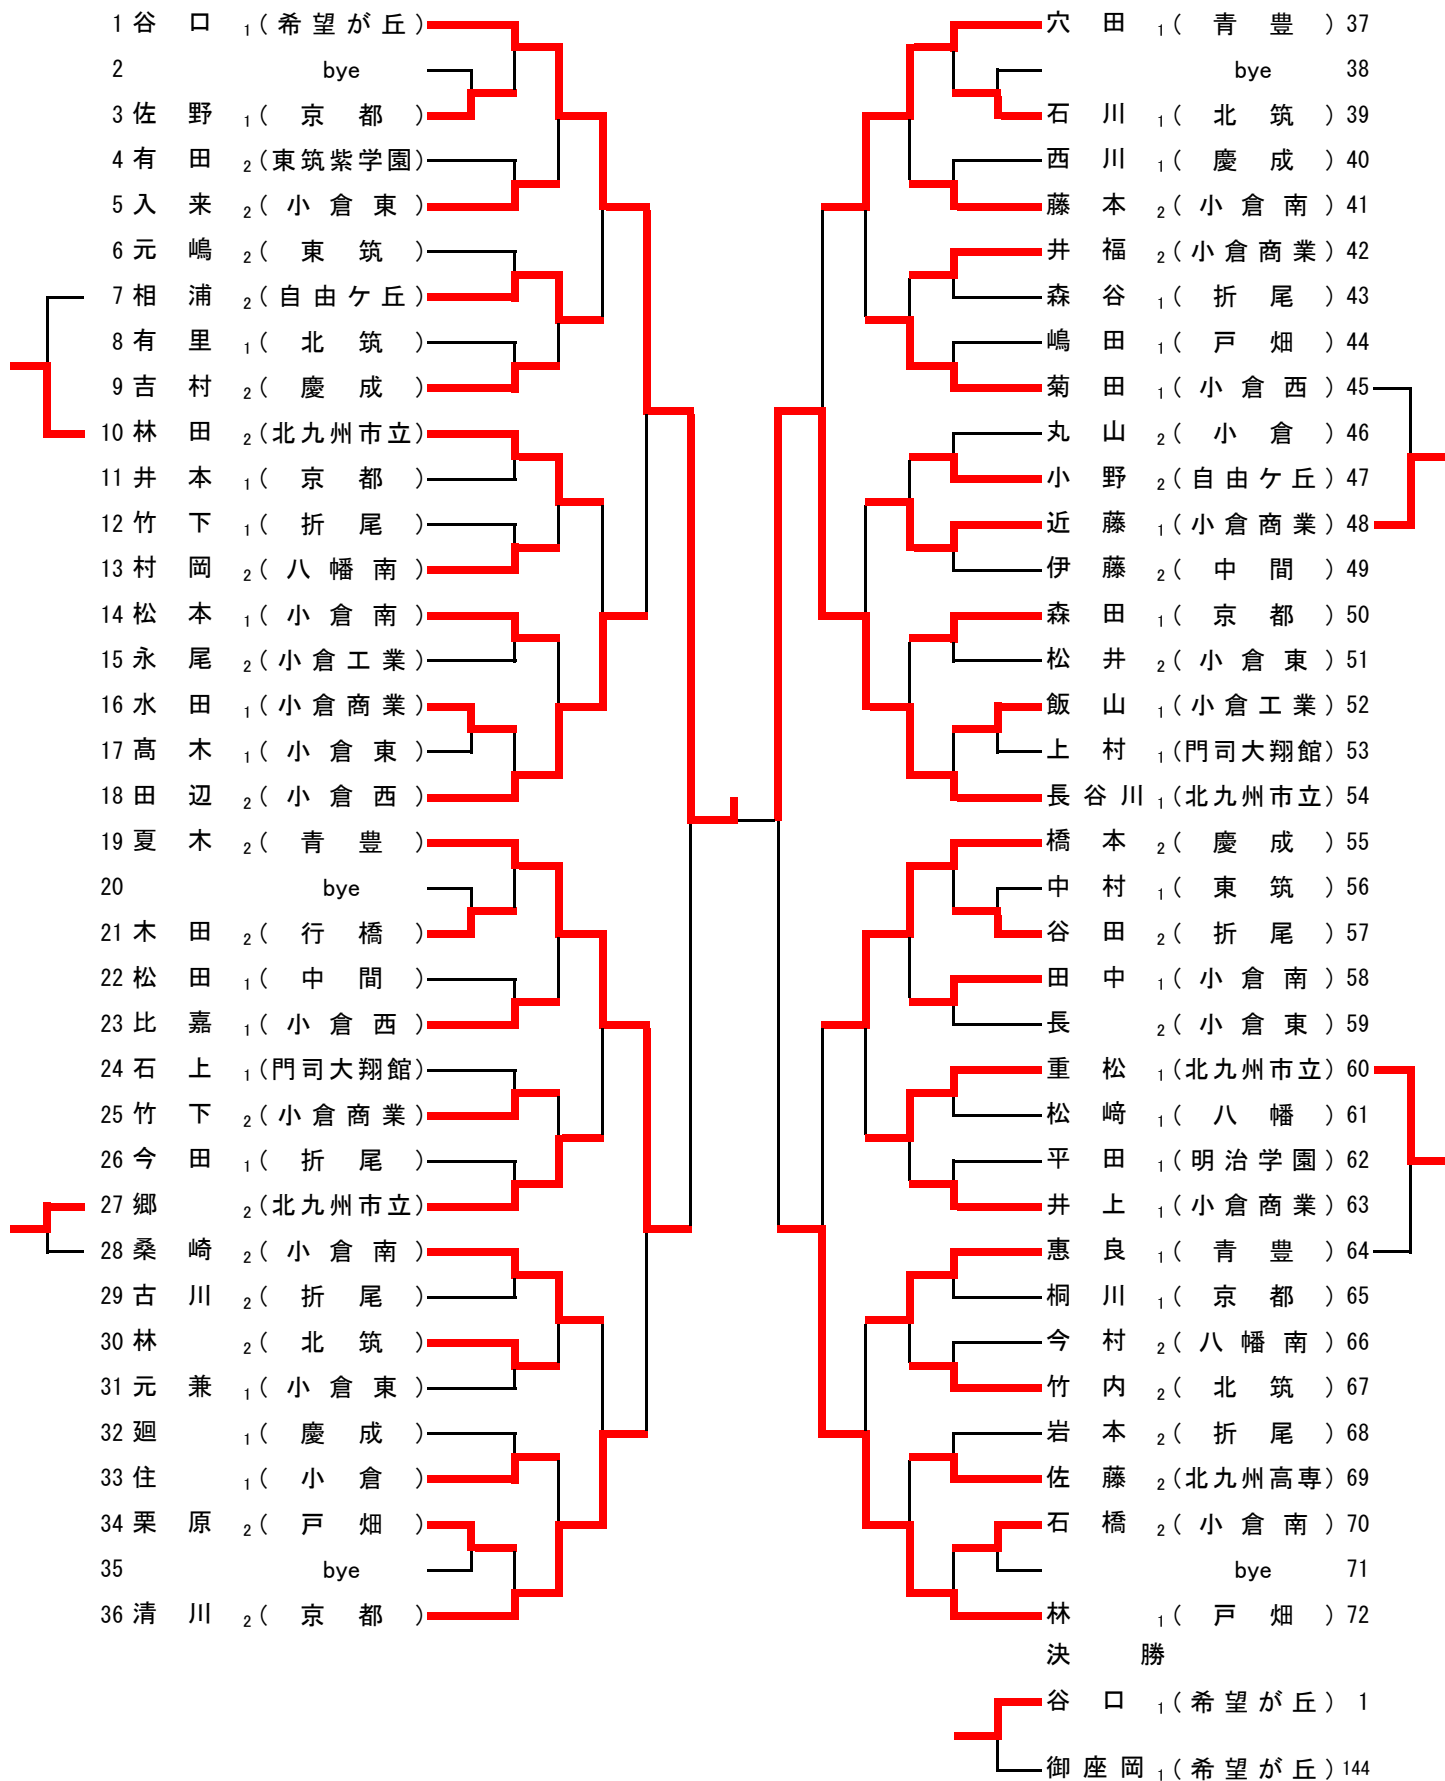 1 谷口 1(希望が丘)
2 bye
3 佐野 1(京都)
4 有田 2(東筑紫学園)
5 入来 2(小倉東)
6 元嶋 2(東筑)
7 相浦 2(自由ケ丘)
8 有里 1(北筑)
9 吉村 2(慶成)
10 林田 2(北九州市立)
11 井本 1(京都)
12 竹下 1(折尾)
13 村岡 2(八幡南)
14 松本 1(小倉南)
15 永尾 2(小倉工業)
16 水田 1(小倉商業)
17 髙木 1(小倉東)
18 田辺 2(小倉西)
19 夏木 2(青豊)
20 bye
21 木田 2(行橋)
22 松田 1(中間)
23 比嘉 1(小倉西)
24 石上 1(門司大翔館)
25 竹下 2(小倉商業)
26 今田 1(折尾)
27 郷 2(北九州市立)
28 桑崎 2(小倉南)
29 古川 2(折尾)
30 林 2(北筑)
31 元兼 1(小倉東)
32 廻 1(慶成)
33 住 1(小倉)
34 栗原 2(戸畑)
35 bye
36 清川 2(京都)
穴田 1(青豊) 37
bye 38
石川 1(北筑) 39
西川 1(慶成) 40
藤本 2(小倉南) 41
井福 2(小倉商業) 42
森谷 1(折尾) 43
嶋田 1(戸畑) 44
菊田 1(小倉西) 45
丸山 2(小倉) 46
小野 2(自由ケ丘) 47
近藤 1(小倉商業) 48
伊藤 2(中間) 49
森田 1(京都) 50
松井 2(小倉東) 51
飯山 1(小倉工業) 52
上村 1(門司大翔館) 53
長谷川 1(北九州市立) 54
橋本 2(慶成) 55
中村 1(東筑) 56
谷田 2(折尾) 57
田中 1(小倉南) 58
長 2(小倉東) 59
重松 1(北九州市立) 60
松﨑 1(八幡) 61
平田 1(明治学園) 62
井上 1(小倉商業) 63
惠良 1(青豊) 64
桐川 1(京都) 65
今村 2(八幡南) 66
竹内 2(北筑) 67
岩本 2(折尾) 68
佐藤 2(北九州高専) 69
石橋 2(小倉南) 70
bye 71
林 1(戸畑) 72
決勝
谷口 1(希望が丘) 1
御座岡 1(希望が丘) 144